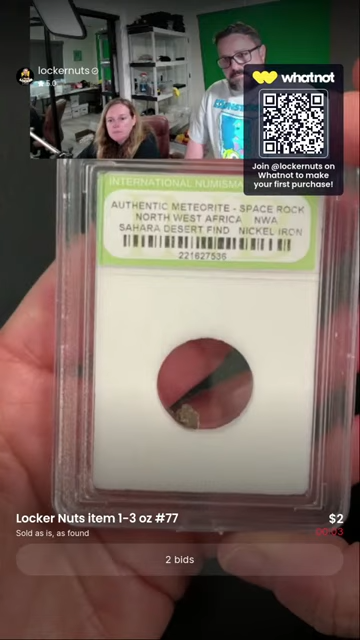 lockernuts
5.0
whatnot
Join @lockernuts on
Whatnot to make
your first purchase!
INTERNATIONAL NUMISMA
AUTHENTIC METEORITE - SPACE ROCK
NORTH WEST AFRICA NWA
SAHARA DESERT FIND NICKEL IRON
221627536
Locker Nuts item 1-3 oz #77
$2
Sold as is, as found
2 bids